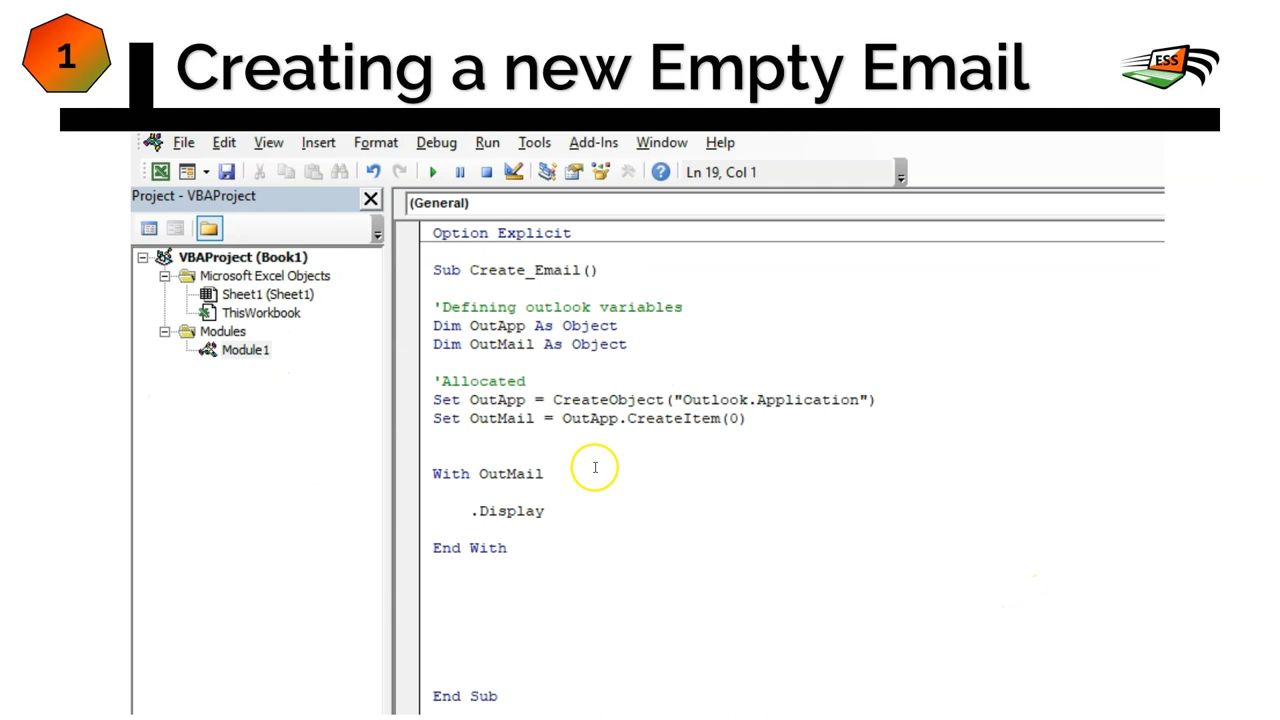 1
Creating a new Empty Email
ESS
File Edit View Insert Format Debug Run Tools Add-Ins Window Help
Ln 19, Col 1
Project - VBAProject
(General)
VBAProject (Book1)
Microsoft Excel Objects
Sheet1 (Sheet1)
ThisWorkbook
Modules
Module1
Option Explicit
Sub Create_Email()
'Defining outlook variables
Dim OutApp As Object
Dim OutMail As Object
'Allocated
Set OutApp = CreateObject("Outlook.Application")
Set OutMail = OutApp.CreateItem(0)
With OutMail
.Display
End With
End Sub